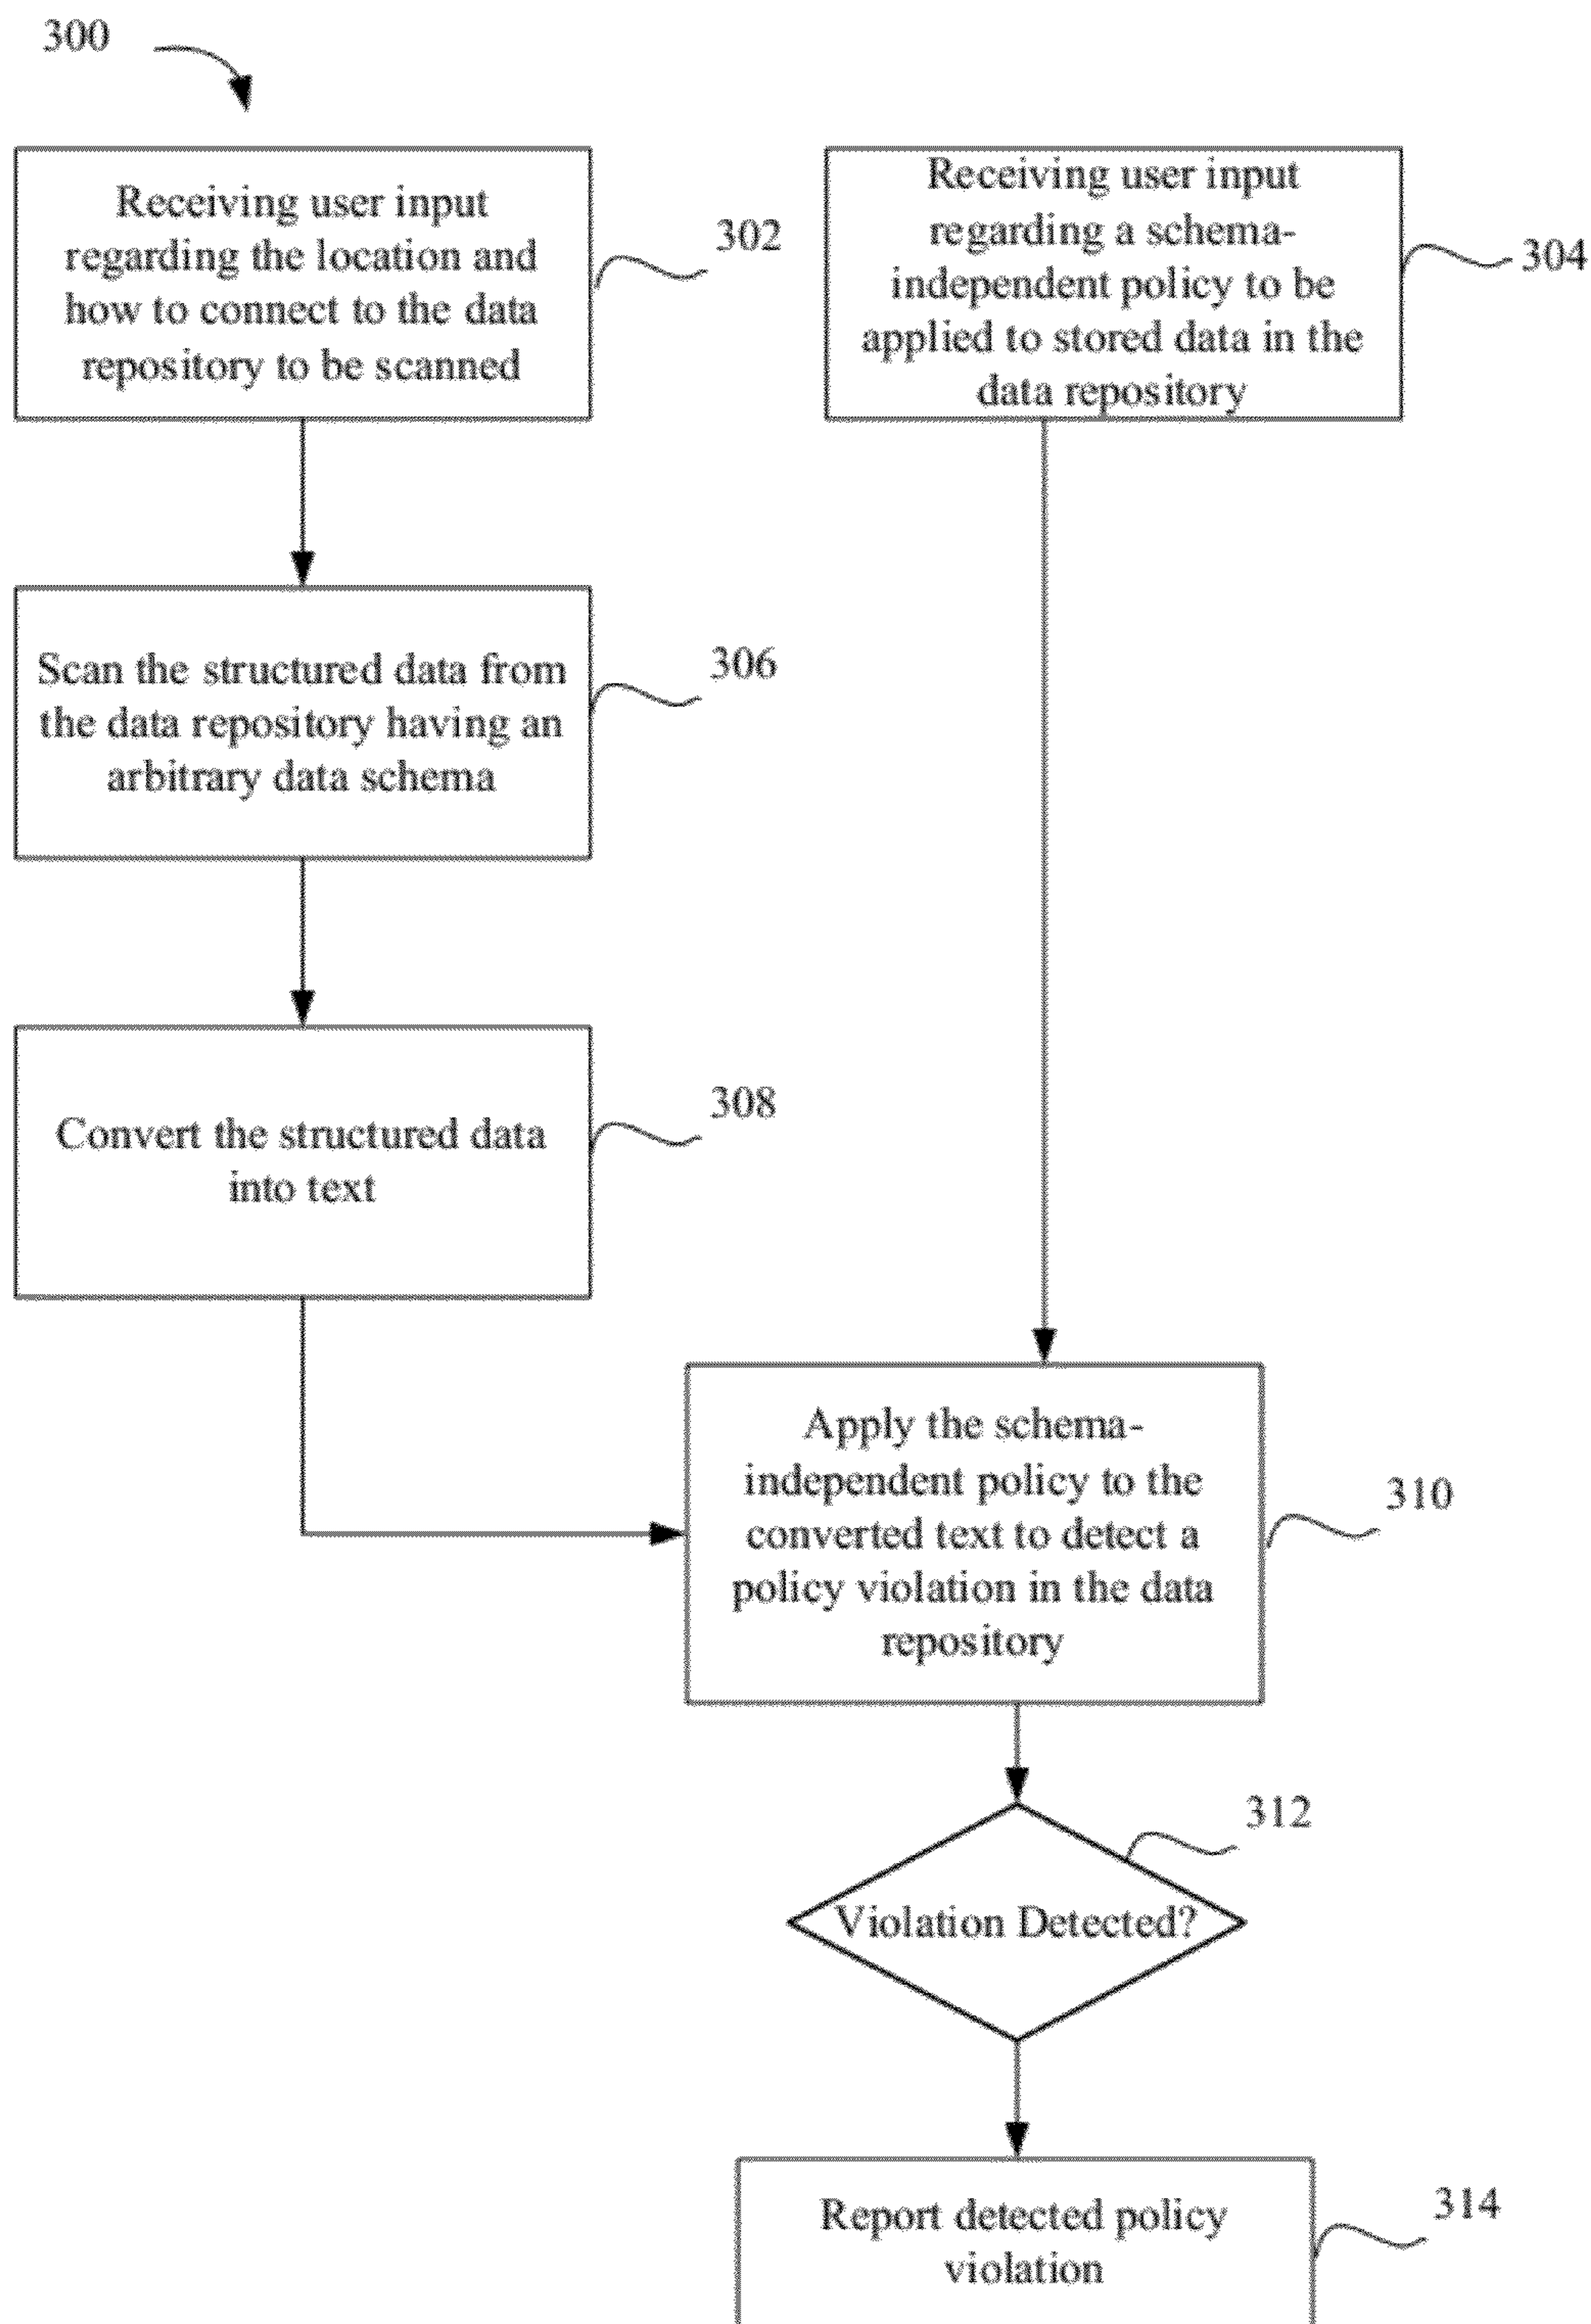 300
Receiving user input
regarding the location and
how to connect to the data
repository to be scanned
302
Receiving user input
regarding a schema-
independent policy to be
applied to stored data in the
data repository
304
Scan the structured data from
the data repository having an
arbitrary data schema
306
Convert the structured data
into text
308
Apply the schema-
independent policy to the
converted text to detect a
policy violation in the data
repository
310
312
Violation Detected?
Report detected policy
violation
314